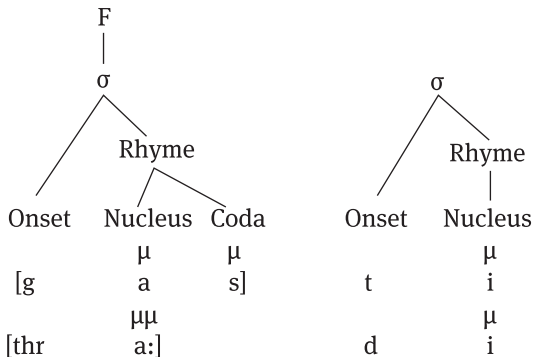 F
σ σ
Rhyme Rhyme
Onset Nucleus Coda Onset Nucleus
μ μ μ
[g a s] t i
μμ μ
[thr a:] d i